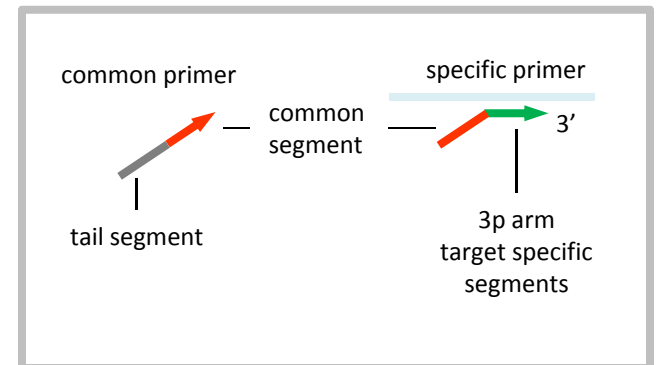 common primer
specific primer
common
segment
3′
tail segment
3p arm
target specific
segments